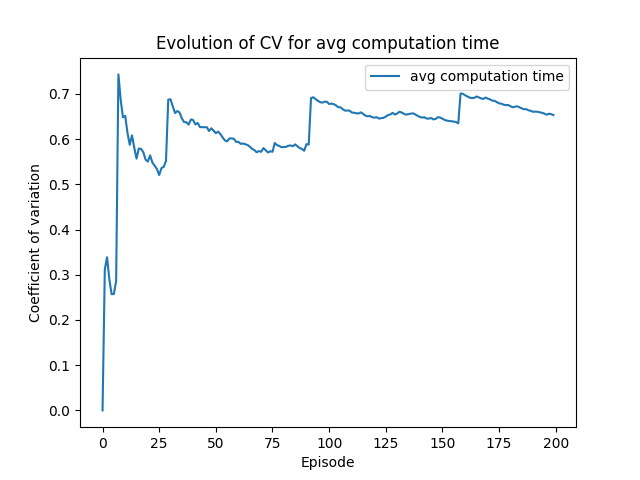 Evolution of CV for avg computation time
avg computation time
Coefficient of variation
0.7
0.6
0.5
0.4
0.3
0.2
0.1
0.0
0 25 50 75 100 125 150 175 200
Episode